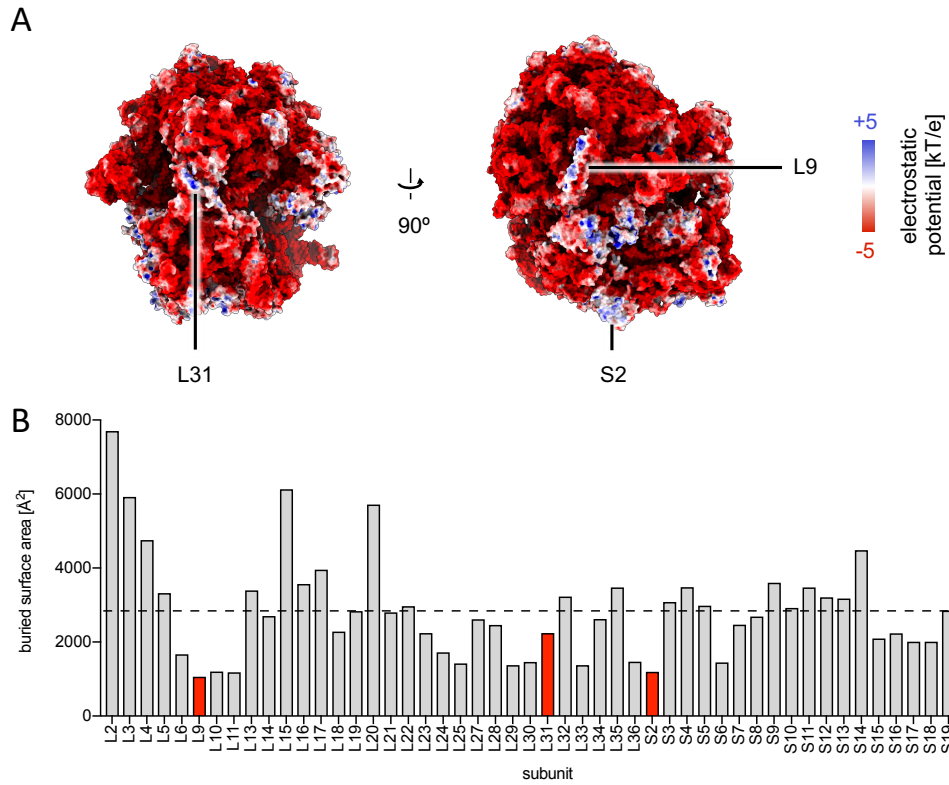 A
+5
-5
electrostatic
potential [kT/e]
L9
90º
L31
S2
B
8000
6000
4000
2000
0
buried surface area [Å²]
L2 L3 L4 L5 L6 L9 L10 L11 L13 L14 L15 L16 L17 L18 L19 L20 L21 L22 L23 L24 L25 L27 L28 L29 L30 L31 L32 L33 L34 L35 L36 S2 S3 S4 S5 S6 S7 S8 S9 S10 S11 S12 S13 S14 S15 S16 S17 S18 S19
subunit